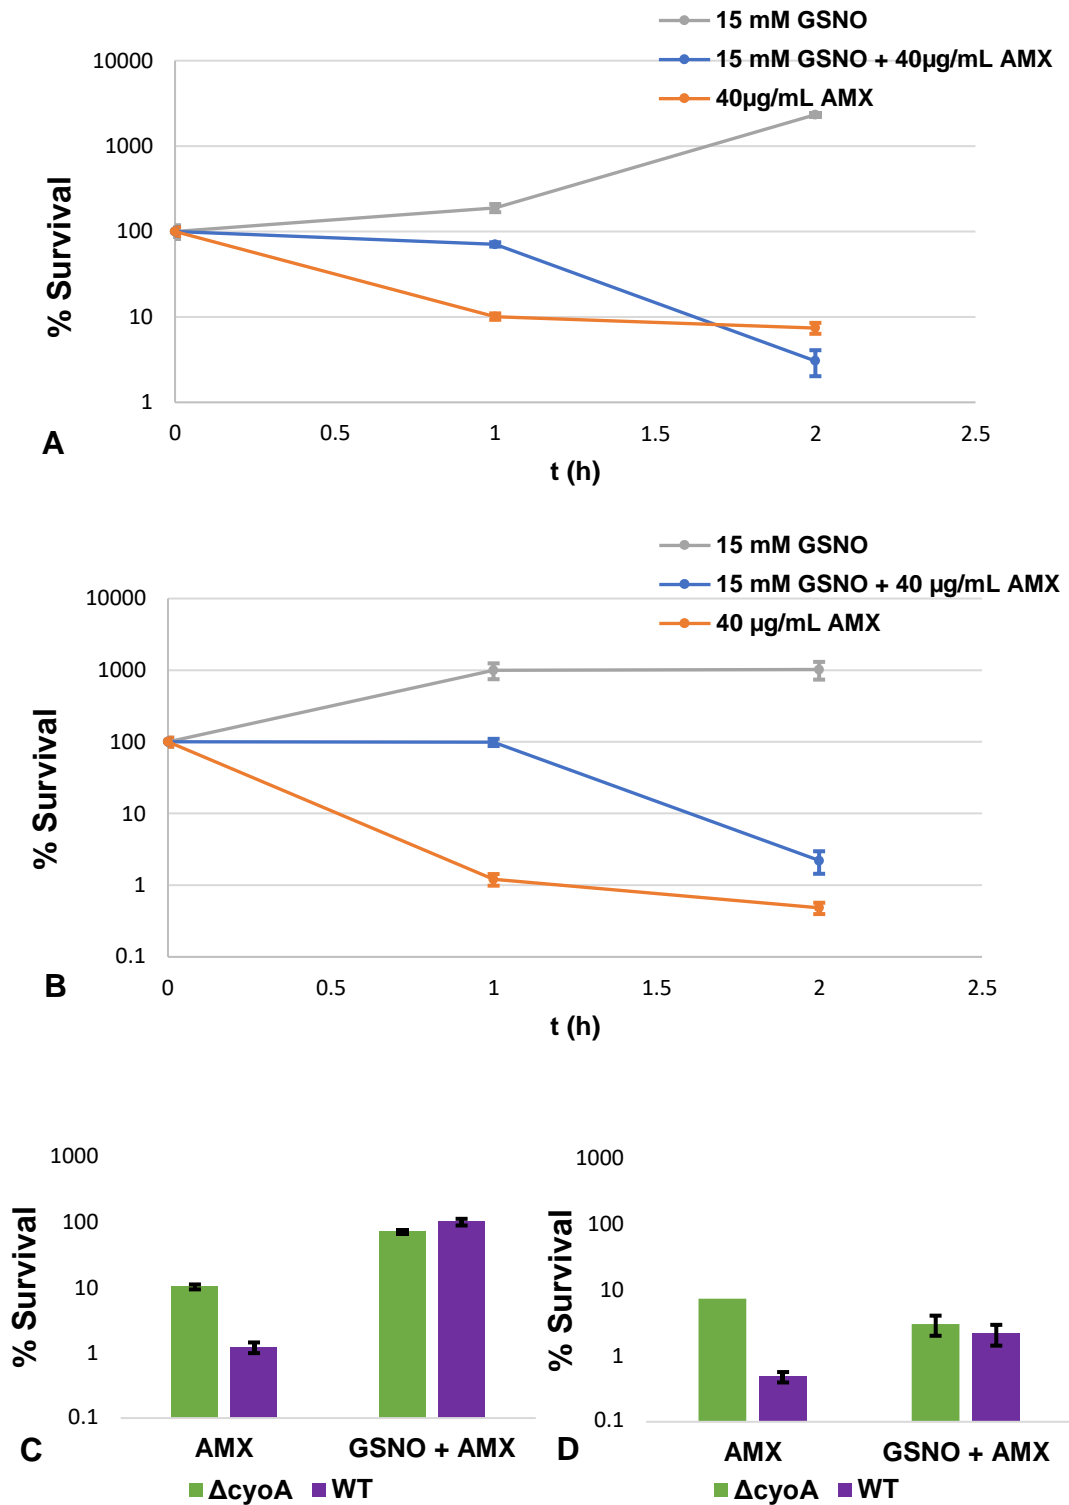 15 mM GSNO
15 mM GSNO + 40µg/mL AMX
40µg/mL AMX
10000
1000
100
10
1
% Survival
0 0.5 1 1.5 2 2.5
t (h)
A
15 mM GSNO
15 mM GSNO + 40 µg/mL AMX
40 µg/mL AMX
10000
1000
100
10
1
0.1
% Survival
0 0.5 1 1.5 2 2.5
t (h)
B
1000
100
10
1
0.1
% Survival
AMX GSNO + AMX
C
ΔcyoA WT
1000
100
10
1
0.1
% Survival
AMX GSNO + AMX
D
ΔcyoA WT